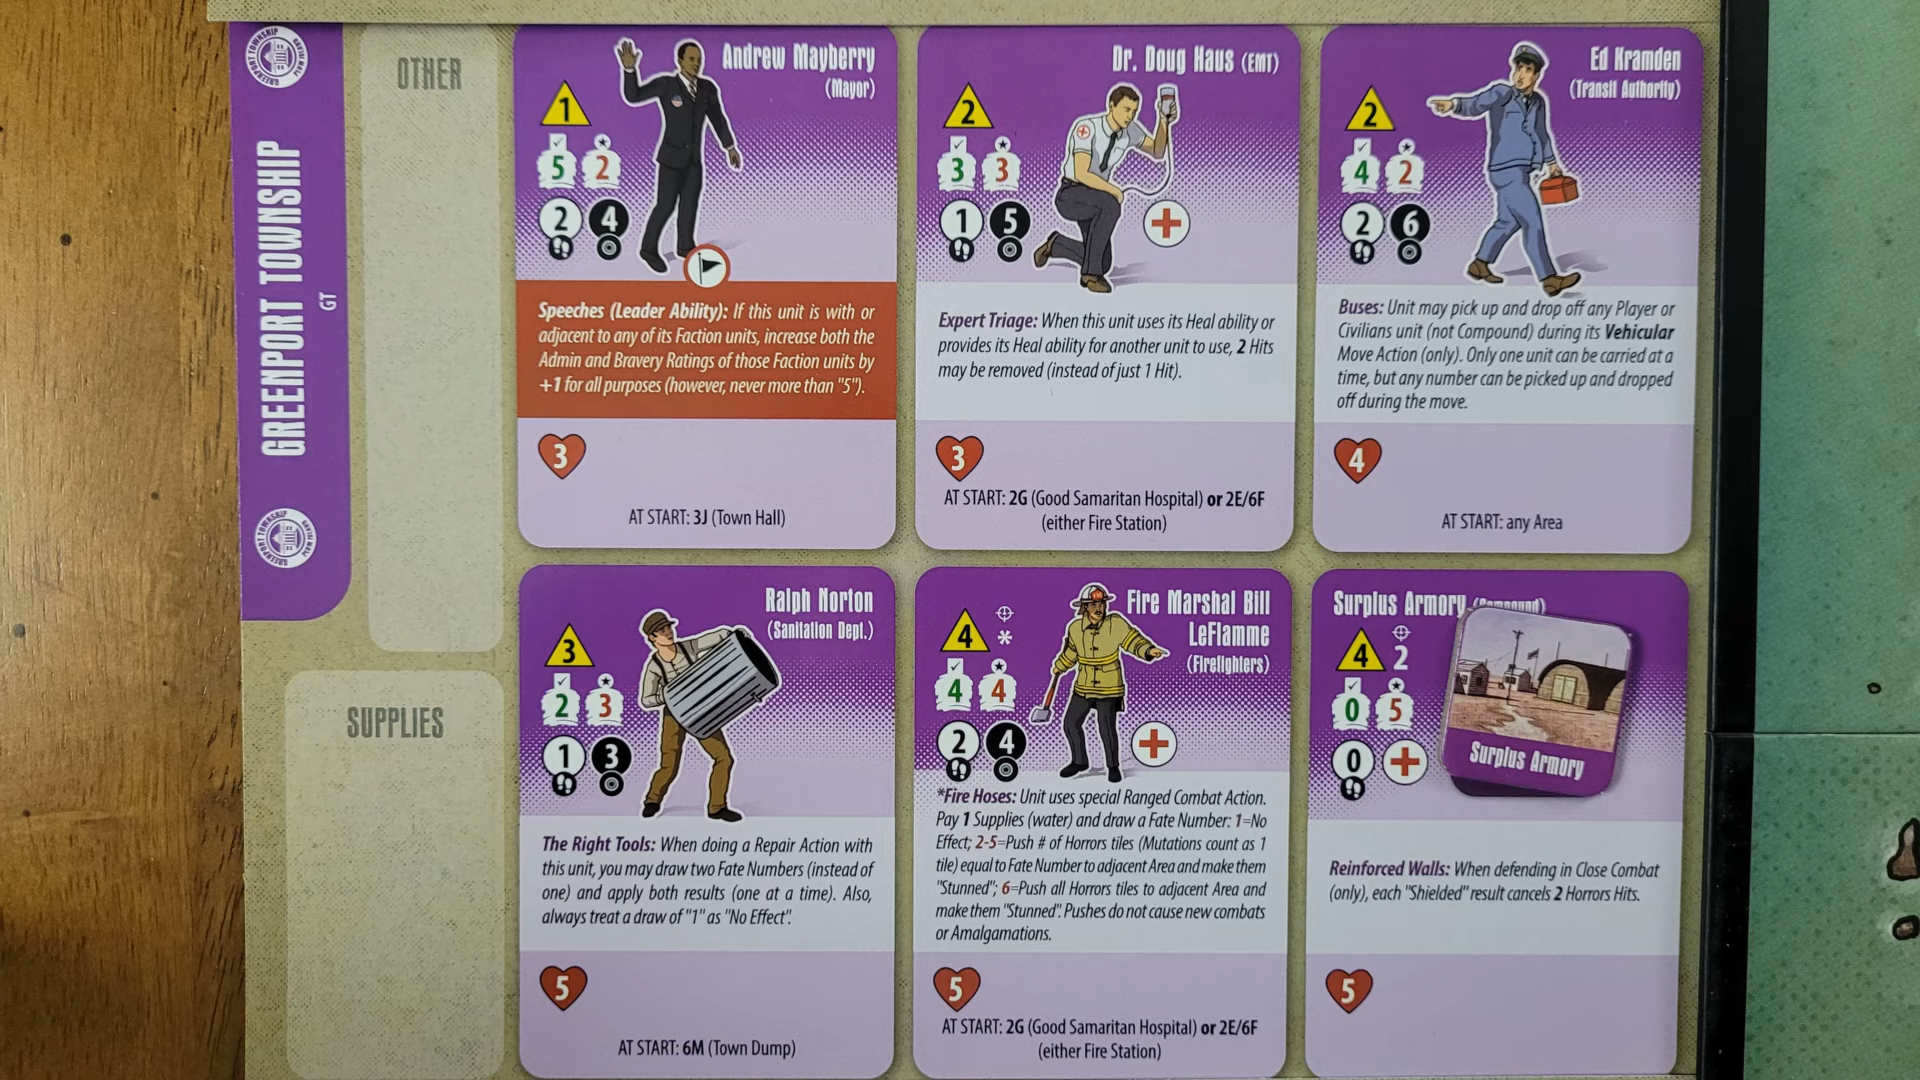 GREENPORT TOWNSHIP
GT
OTHER
SUPPLIES
Andrew Mayberry
(Mayor)
1
5 2
2 4
Speeches (Leader Ability): If this unit is with or
adjacent to any of its Faction units, increase both the
Admin and Bravery Ratings of those Faction units by
+1 for all purposes (however, never more than "5").
3
AT START: 3J (Town Hall)
Dr. Doug Haus (EMT)
2
3 3
1 5
Expert Triage: When this unit uses its Heal ability or
provides its Heal ability for another unit to use, 2 Hits
may be removed (instead of just 1 Hit).
3
AT START: 2G (Good Samaritan Hospital) or 2E/6F
(either Fire Station)
Ed Kramden
(Transit Authority)
2
4 2
2 6
Buses: Unit may pick up and drop off any Player or
Civilians unit (not Compound) during its Vehicular
Move Action (only). Only one unit can be carried at a
time, but any number can be picked up and dropped
off during the move.
4
AT START: any Area
Ralph Norton
(Sanitation Dept.)
3
2 3
1 3
The Right Tools: When doing a Repair Action with
this unit, you may draw two Fate Numbers (instead of
one) and apply both results (one at a time). Also,
always treat a draw of "1" as "No Effect".
5
AT START: 6M (Town Dump)
Fire Marshal Bill
LeFlamme
(Firefighters)
4 *
4 4
2 4
*Fire Hoses: Unit uses special Ranged Combat Action.
Pay 1 Supplies (water) and draw a Fate Number: 1=No
Effect; 2-5=Push # of Horrors tiles (Mutations count as 1
tile) equal to Fate Number to adjacent Area and make them
"Stunned"; 6=Push all Horrors tiles to adjacent Area and
make them "Stunned". Pushes do not cause new combats
or Amalgamations.
5
AT START: 2G (Good Samaritan Hospital) or 2E/6F
(either Fire Station)
Surplus Armory
4 2
0 5
0
Surplus Armory
Reinforced Walls: When defending in Close Combat
(only), each "Shielded" result cancels 2 Horrors Hits.
5